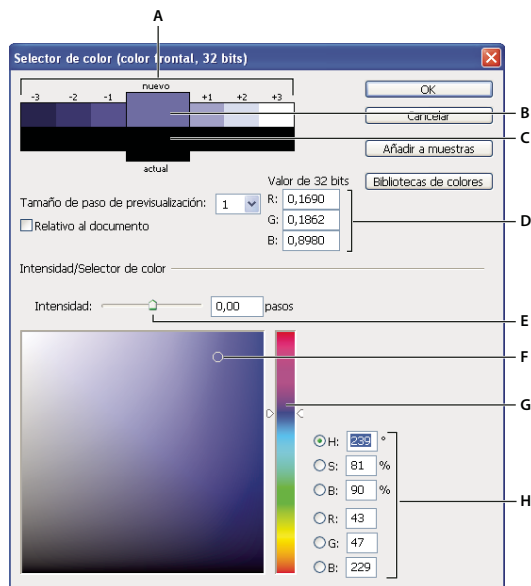 A
Selector de color (color frontal, 32 bits)
nuevo
-3 -2 -1 +1 +2 +3
OK
B
Cancelar
C
Añadir a muestras
actual
Valor de 32 bits
Bibliotecas de colores
Tamaño de paso de previsualización: 1
R: 0,1690
Relativo al documento
G: 0,1862
D
B: 0,8980
Intensidad/Selector de color
Intensidad: 0,00 pasos
E
F
G
H: 239 °
S: 81 %
B: 90 %
H
R: 43
G: 47
B: 229